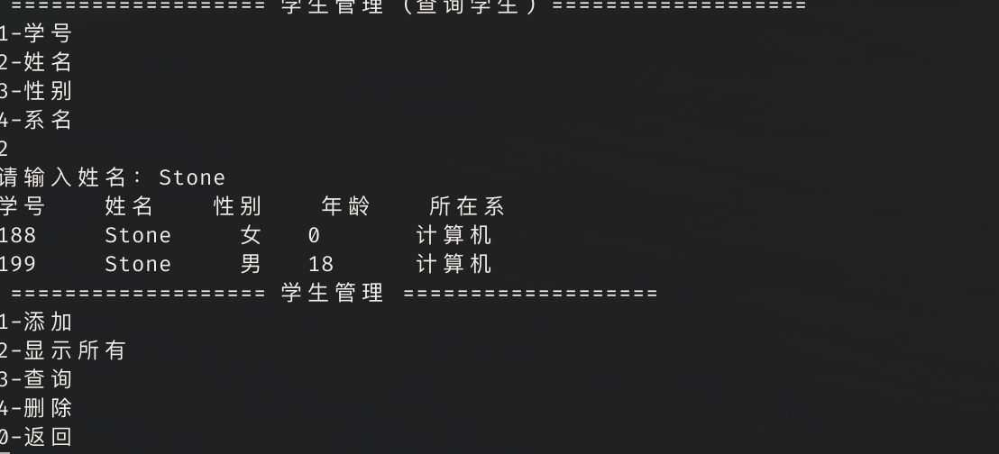 =================== 学生管理 (查询学生) ===================
1-学号
2-姓名
3-性别
4-系名
2
请输入姓名: Stone
学号 姓名 性别 年龄 所在系
188 Stone 女 0 计算机
199 Stone 男 18 计算机
=================== 学生管理 ===================
1-添加
2-显示所有
3-查询
4-删除
0-返回